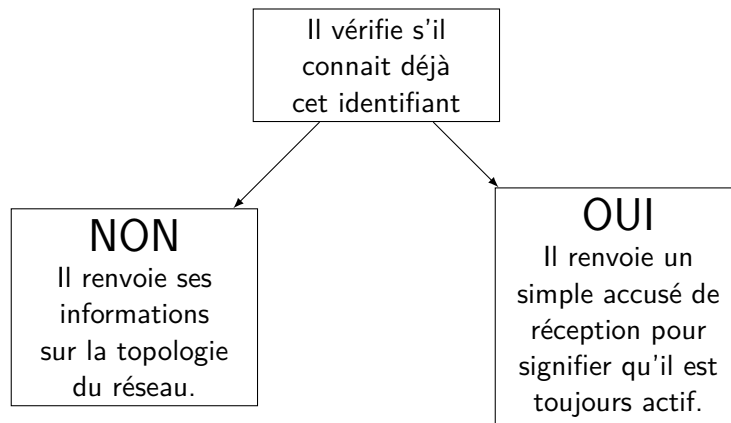 Il vérifie s'il
connait déjà
cet identifiant
NON
Il renvoie ses
informations
sur la topologie
du réseau.
OUI
Il renvoie un
simple accusé de
réception pour
signifier qu'il est
toujours actif.